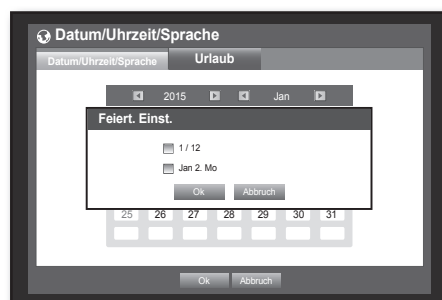 Datum/Uhrzeit/Sprache
Datum/Uhrzeit/Sprache Urlaub
2015 Jan
Feiert. Einst.
1 / 12
Jan 2. Mo
Ok Abbruch
25 26 27 28 29 30 31
Ok Abbruch